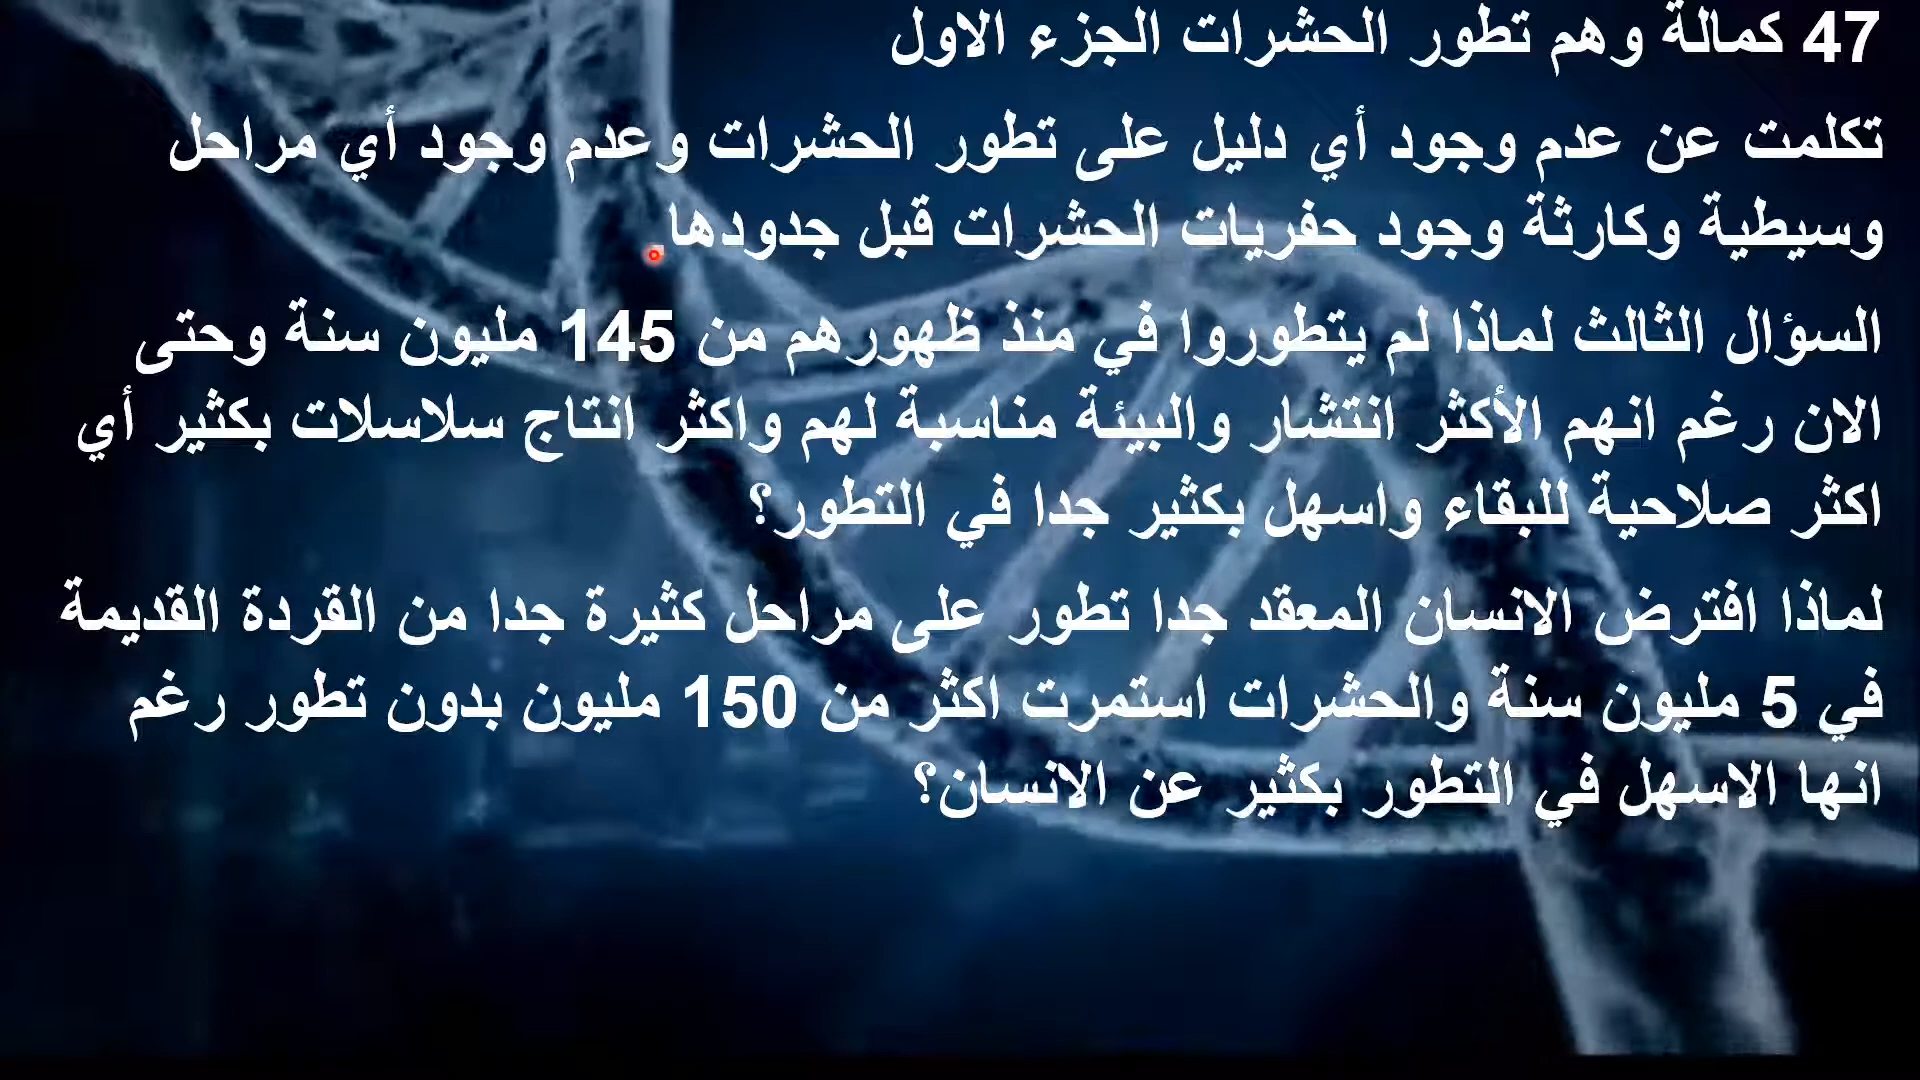 47 كمالة وهم تطور الحشرات الجزء الاول
تكلمت عن عدم وجود أي دليل على تطور الحشرات وعدم وجود أي مراحل
وسيطية وكارثة وجود حفريات الحشرات قبل جدودها
السؤال الثالث لماذا لم يتطوروا في منذ ظهورهم من 145 مليون سنة وحتى
الان رغم انهم الأكثر انتشار والبيئة مناسبة لهم واكثر انتاج سلاسلات بكثير أي
اكثر صلاحية للبقاء واسهل بكثير جدا في التطور؟
لماذا افترض الانسان المعقد جدا تطور على مراحل كثيرة جدا من القردة القديمة
في 5 مليون سنة والحشرات استمرت اكثر من 150 مليون بدون تطور رغم
انها الاسهل في التطور بكثير عن الانسان؟